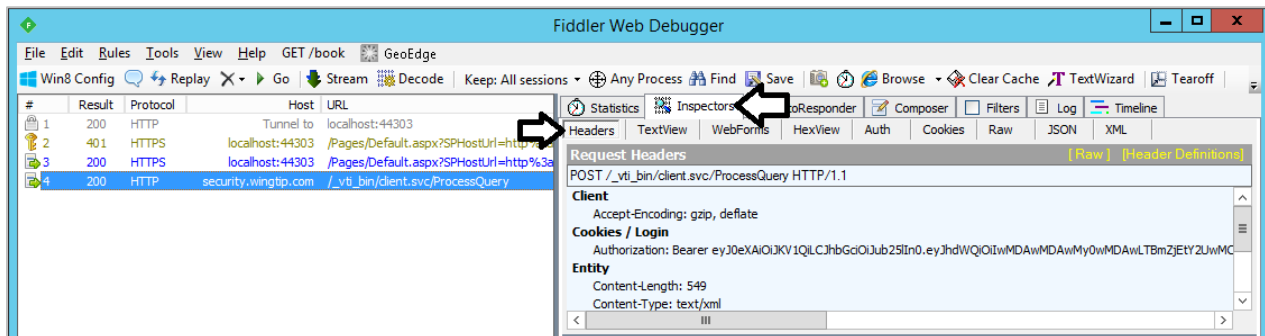 Fiddler Web Debugger
File Edit Rules Tools View Help GET /book GeoEdge
Win8 Config Replay Go Stream Decode Keep: All sessions Any Process Find Save Browse Clear Cache TextWizard Tearoff
# Result Protocol Host URL
1 200 HTTP Tunnel to localhost:44303
2 401 HTTPS localhost:44303 /Pages/Default.aspx?SPHostUrl=http%3a
3 200 HTTPS localhost:44303 /Pages/Default.aspx?SPHostUrl=http%3a
4 200 HTTP security.wingtip.com /_vti_bin/client.svc/ProcessQuery
Statistics Inspectors toResponder Composer Filters Log Timeline
Headers TextView WebForms HexView Auth Cookies Raw JSON XML
Request Headers [ Raw ] [Header Definitions]
POST /_vti_bin/client.svc/ProcessQuery HTTP/1.1
Client
Accept-Encoding: gzip, deflate
Cookies / Login
Authorization: Bearer eyJ0eXAiOiJKV1QiLCJhbGciOiJub25lIn0.eyJhdWQiOiIwMDAwMDAwMy0wMDAwLTBmZjEtY2UwMC
Entity
Content-Length: 549
Content-Type: text/xml